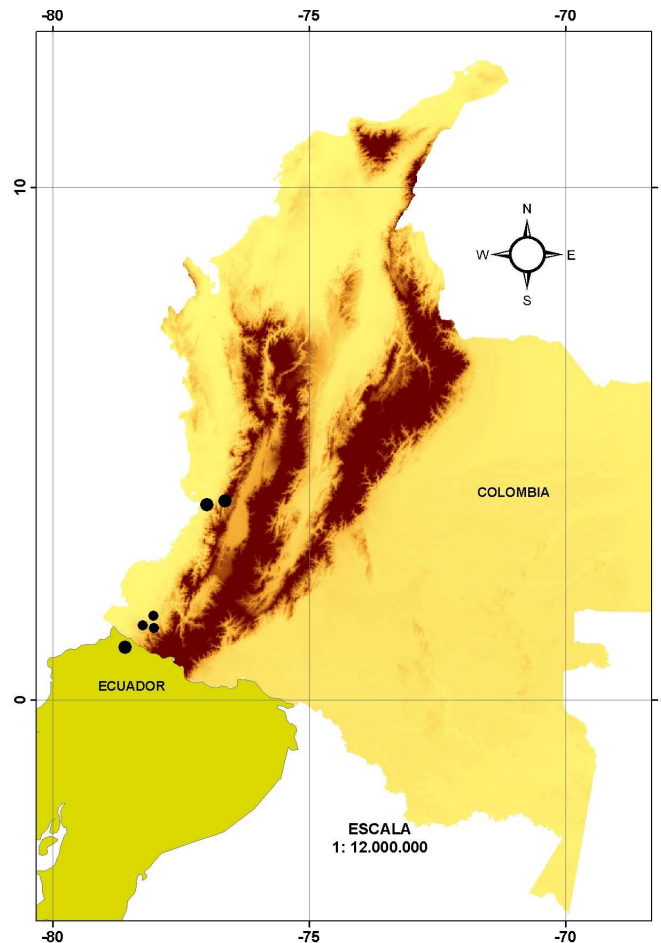 -80 -75 -70
10
N
W E
S
COLOMBIA
ECUADOR
0
ESCALA
1: 12.000.000
-80 -75 -70